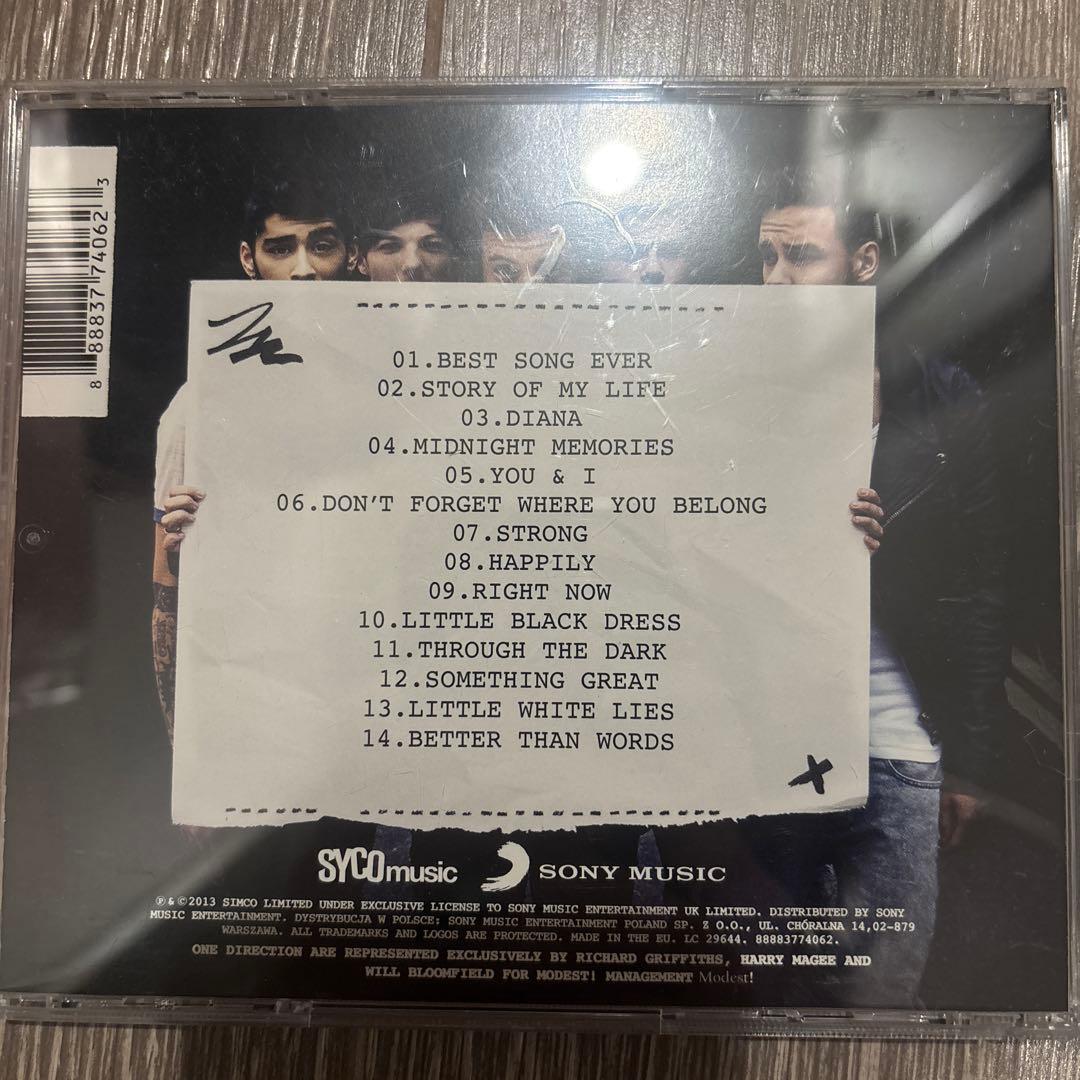 8 88837 74062 3
01.BEST SONG EVER
02.STORY OF MY LIFE
03.DIANA
04.MIDNIGHT MEMORIES
05.YOU & I
06.DON'T FORGET WHERE YOU BELONG
07.STRONG
08.HAPPILY
09.RIGHT NOW
10.LITTLE BLACK DRESS
11.THROUGH THE DARK
12.SOMETHING GREAT
13.LITTLE WHITE LIES
14.BETTER THAN WORDS
SYCOmusic SONY MUSIC
℗ & © 2013 SIMCO LIMITED UNDER EXCLUSIVE LICENSE TO SONY MUSIC ENTERTAINMENT UK LIMITED. DISTRIBUTED BY SONY
MUSIC ENTERTAINMENT. DYSTRYBUCJA W POLSCE: SONY MUSIC ENTERTAINMENT POLAND SP. Z O.O., UL. CHÓRALNA 14,02-879
WARSZAWA. ALL TRADEMARKS AND LOGOS ARE PROTECTED. MADE IN THE EU. LC 29644. 88883774062.
ONE DIRECTION ARE REPRESENTED EXCLUSIVELY BY RICHARD GRIFFITHS, HARRY MAGEE AND
WILL BLOOMFIELD FOR MODEST! MANAGEMENT Modest!